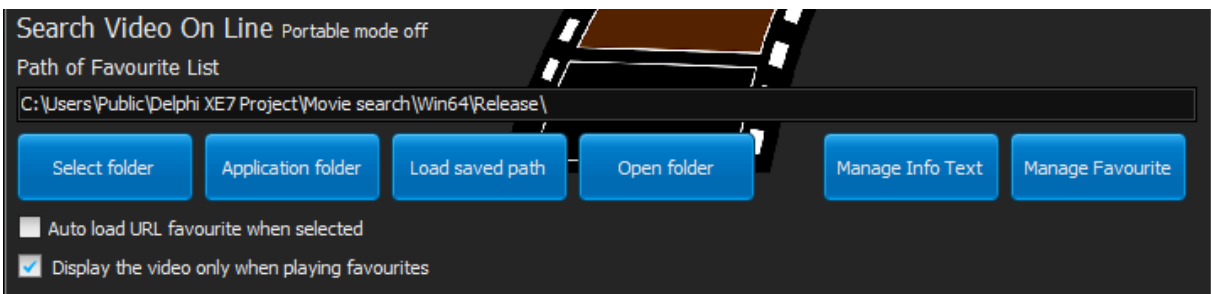 Search Video On Line Portable mode off
Path of Favourite List
C:\Users\Public\Delphi XE7 Project\Movie search\Win64\Release\
Select folder Application folder Load saved path Open folder Manage Info Text Manage Favourite
Auto load URL favourite when selected
Display the video only when playing favourites